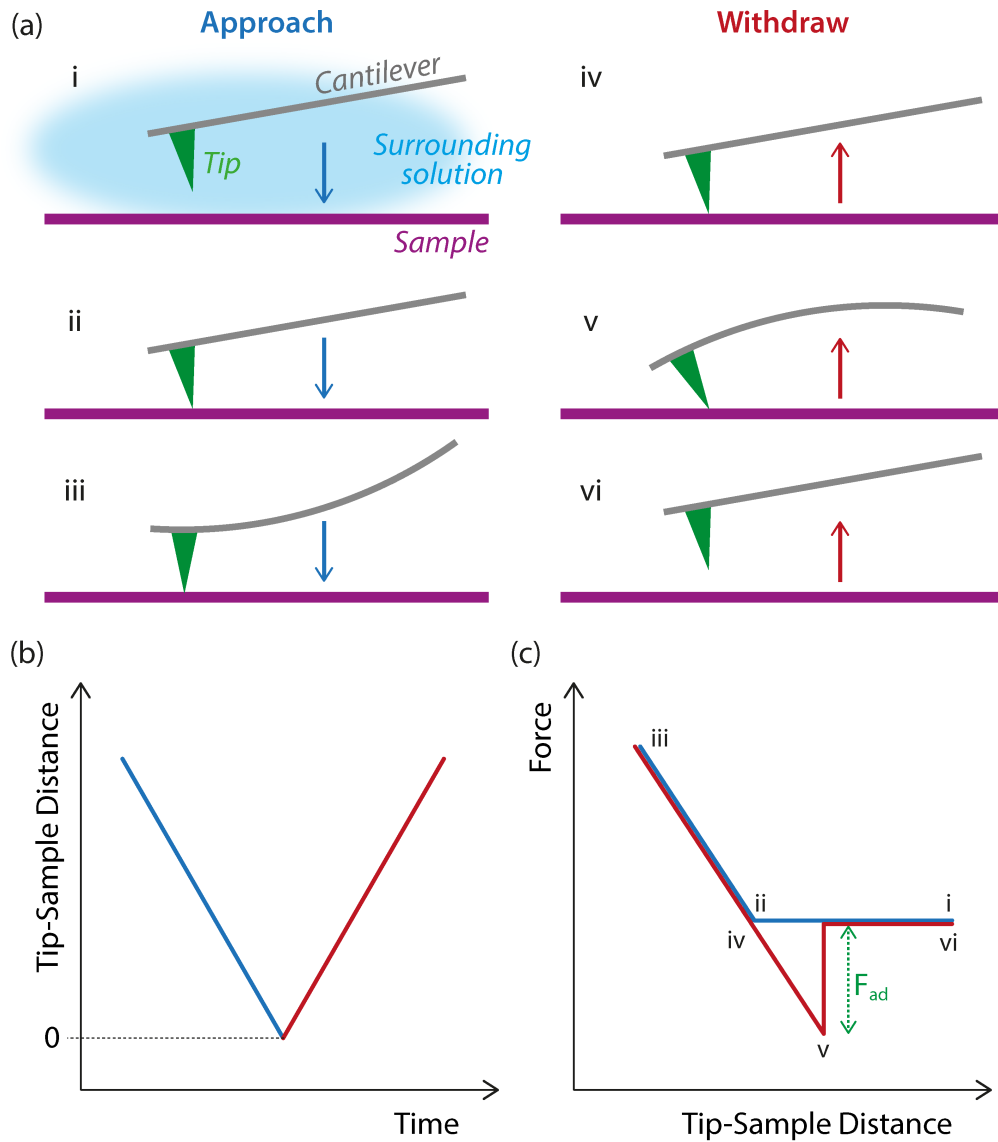 (a)
Approach
Withdraw
i
Cantilever
Tip
Surrounding
solution
Sample
iv
ii
v
iii
vi
(b)
Tip-Sample Distance
0
Time
(c)
Force
iii
ii
i
iv
vi
F_ad
v
Tip-Sample Distance